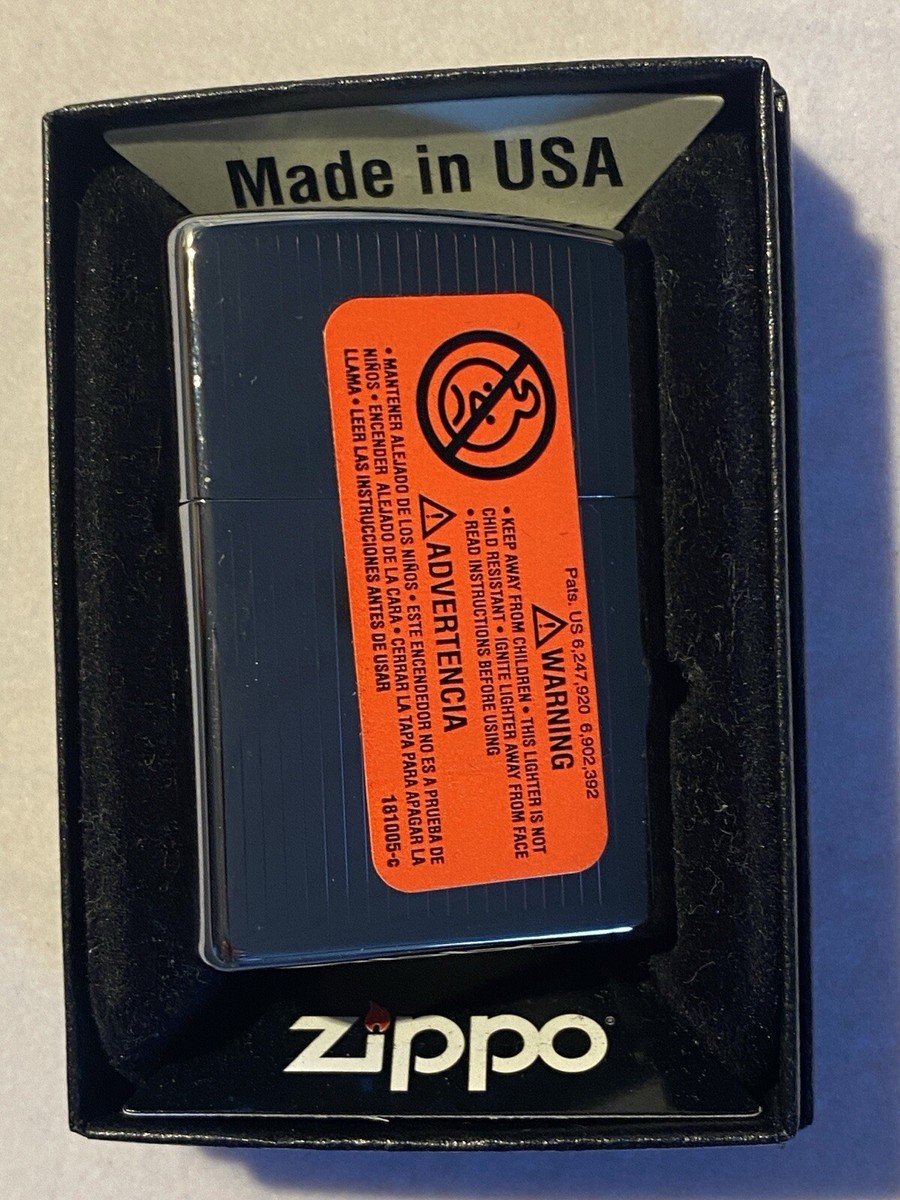 Made in USA
Pats. US 6,247,920 6,902,392
WARNING
• KEEP AWAY FROM CHILDREN • THIS LIGHTER IS NOT
CHILD RESISTANT • IGNITE LIGHTER AWAY FROM FACE
• READ INSTRUCTIONS BEFORE USING
ADVERTENCIA
• MANTENER ALEJADO DE LOS NIÑOS • ESTE ENCENDEDOR NO ES A PRUEBA DE
NIÑOS • ENCENDER ALEJADO DE LA CARA • CERRAR LA TAPA PARA APAGAR LA
LLAMA • LEER LAS INSTRUCCIONES ANTES DE USAR
181005-G
zippo®